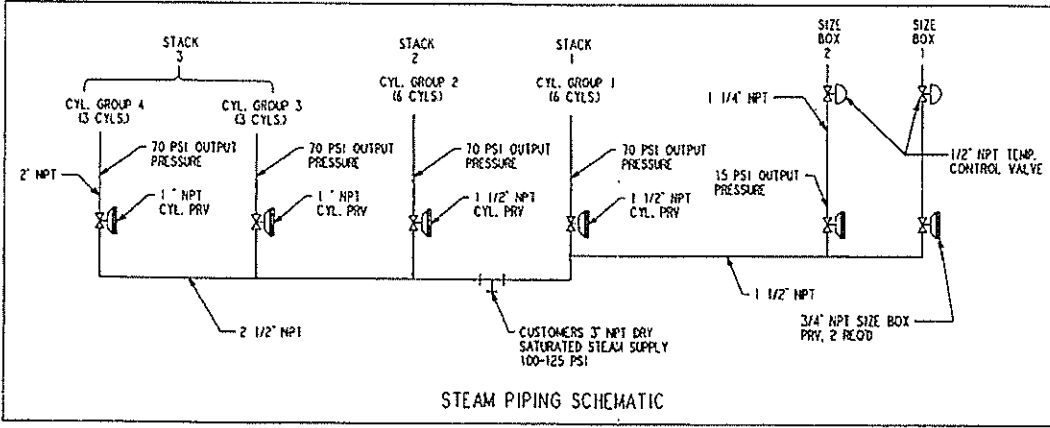 STACK
3
STACK
2
STACK
1
SIZE
BOX
2
SIZE
BOX
1
CYL. GROUP 4
(3 CYLS.)
CYL. GROUP 3
(3 CYLS.)
CYL. GROUP 2
(6 CYLS.)
CYL. GROUP 1
(6 CYLS.)
1 1/4" NPT
70 PSI OUTPUT
PRESSURE
70 PSI OUTPUT
PRESSURE
70 PSI OUTPUT
PRESSURE
70 PSI OUTPUT
PRESSURE
1/2" NPT TEMP.
CONTROL VALVE
2" NPT
15 PSI OUTPUT
PRESSURE
1 " NPT
CYL. PRV
1 " NPT
CYL. PRV
1 1/2" NPT
CYL. PRV
1 1/2" NPT
CYL. PRV
1 1/2" NPT
2 1/2" NPT
CUSTOMERS 3" NPT DRY
SATURATED STEAM SUPPLY
100-125 PSI
3/4" NPT SIZE BOX
PRV, 2 REQ'D
STEAM PIPING SCHEMATIC